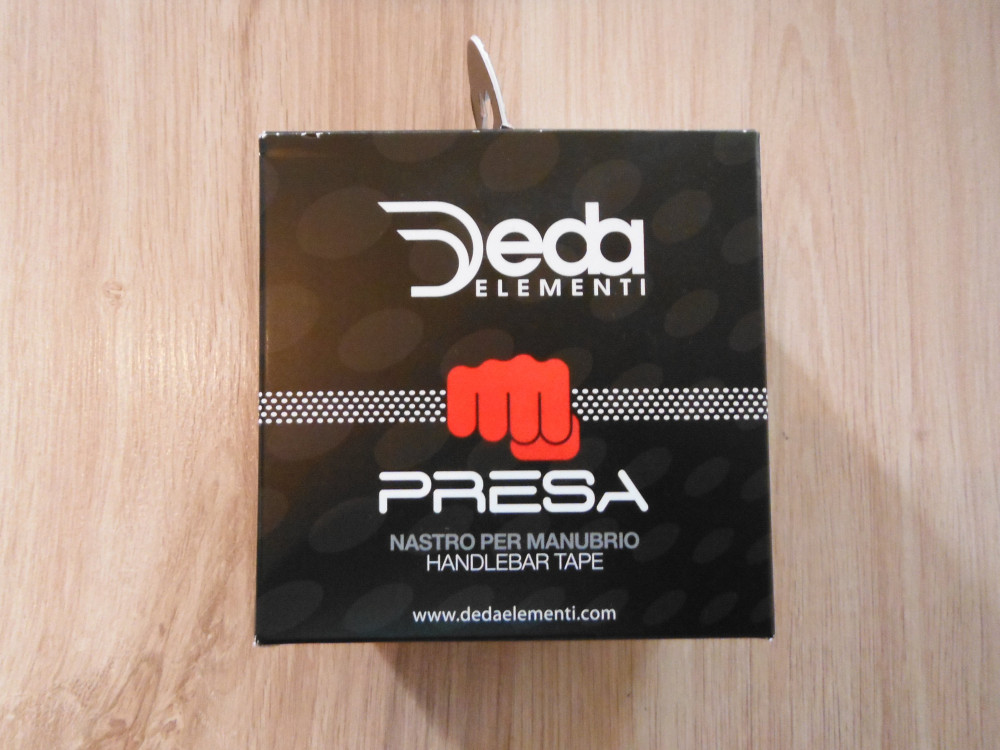 Deda
ELEMENTI
PRESA
NASTRO PER MANUBRIO
HANDLEBAR TAPE
www.dedaelementi.com